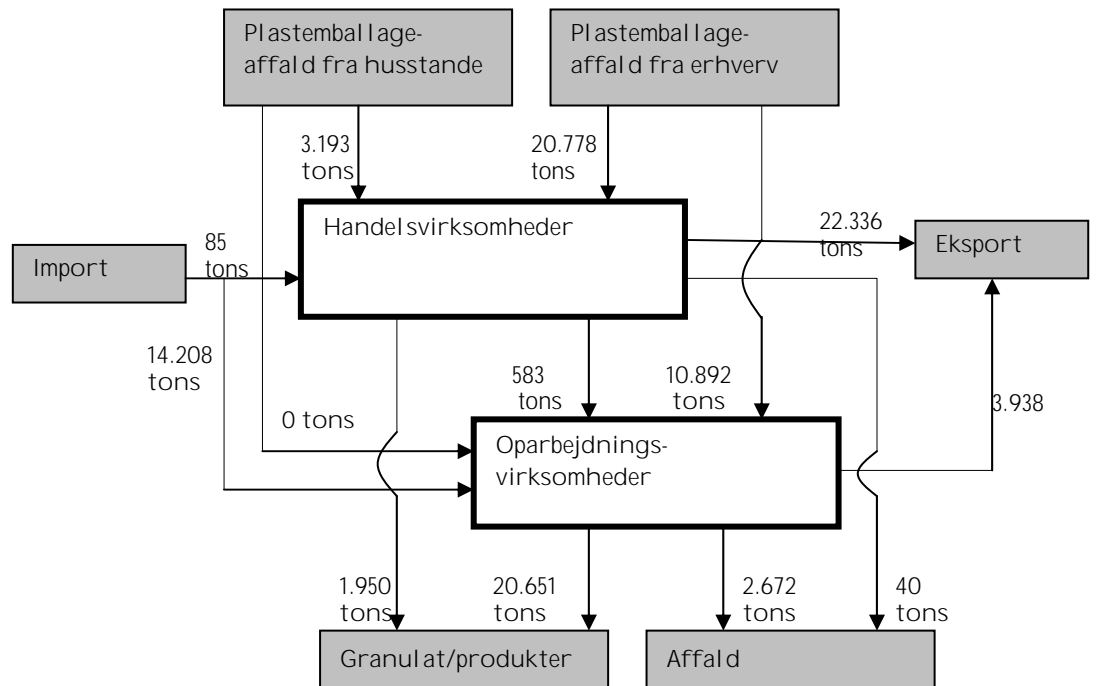 Plastemballage-
affald fra husstande
Plastemballage-
affald fra erhverv
3.193
tons
20.778
tons
Handelsvirksomheder
22.336
tons
Eksport
85
tons
Import
14.208
tons
583
tons
10.892
tons
3.938
0 tons
Oparbejdnings-
virksomheder
1.950
tons
20.651
tons
2.672
tons
40
tons
Granulat/produkter
Affald